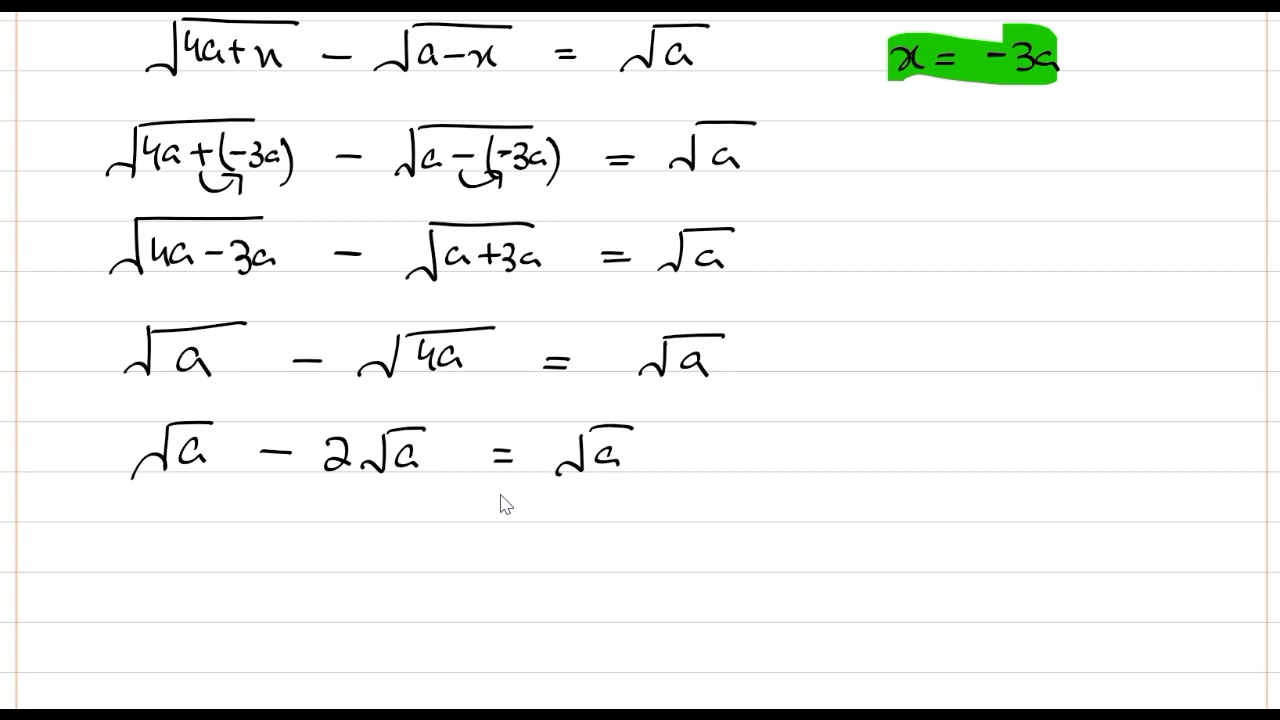 √(4a+x) − √(a−x) = √a x = −3a
√(4a+(−3a)) − √(a−(−3a)) = √a
√(4a−3a) − √(a+3a) = √a
√a − √(4a) = √a
√a − 2√a = √a